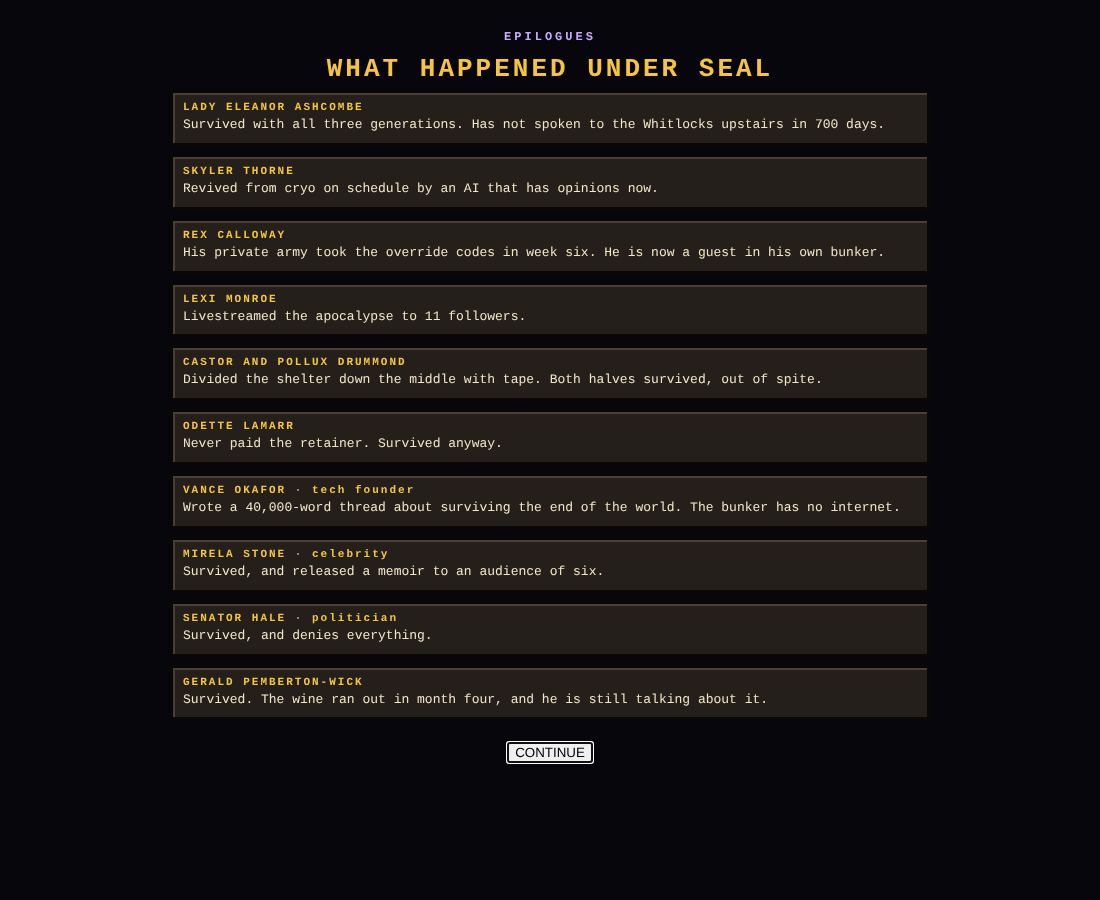 EPILOGUES
WHAT HAPPENED UNDER SEAL
LADY ELEANOR ASHCOMBE
Survived with all three generations. Has not spoken to the Whitlocks upstairs in 700 days.
SKYLER THORNE
Revived from cryo on schedule by an AI that has opinions now.
REX CALLOWAY
His private army took the override codes in week six. He is now a guest in his own bunker.
LEXI MONROE
Livestreamed the apocalypse to 11 followers.
CASTOR AND POLLUX DRUMMOND
Divided the shelter down the middle with tape. Both halves survived, out of spite.
ODETTE LAMARR
Never paid the retainer. Survived anyway.
VANCE OKAFOR · tech founder
Wrote a 40,000-word thread about surviving the end of the world. The bunker has no internet.
MIRELA STONE · celebrity
Survived, and released a memoir to an audience of six.
SENATOR HALE · politician
Survived, and denies everything.
GERALD PEMBERTON-WICK
Survived. The wine ran out in month four, and he is still talking about it.
CONTINUE